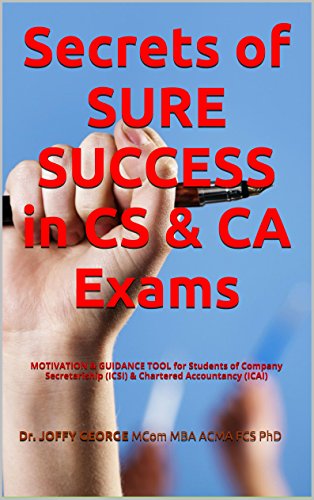 Secrets of
SURE
SUCCESS
in CS & CA
Exams
MOTIVATION & GUIDANCE TOOL for Students of Company
Secretariship (ICSI) & Chartered Accountancy (ICAI)
Dr. JOFFY GEORGE MCom MBA ACMA FCS PhD